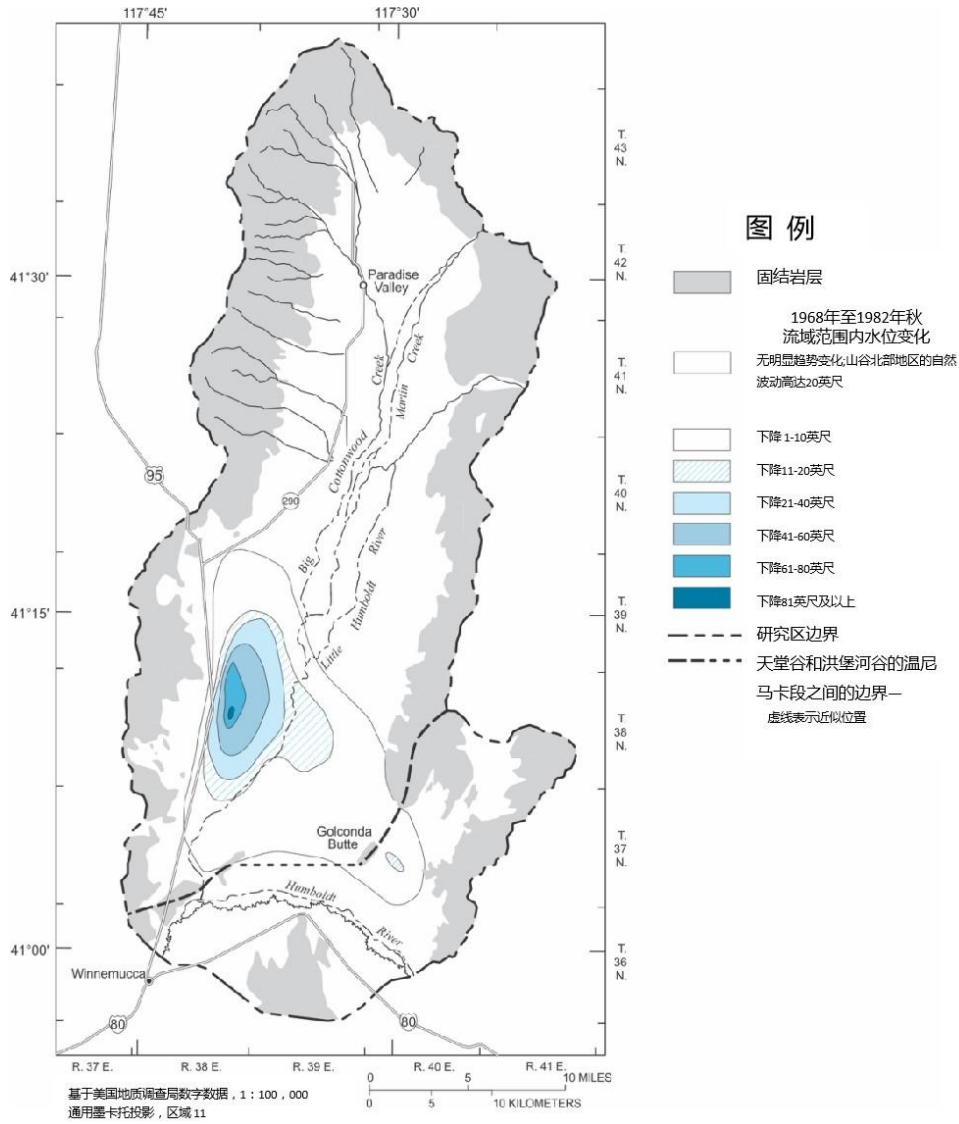 117°45'
117°30'
T.
43
N.
T.
42
N.
41°30'
Paradise
Valley
T.
41
N.
Creek
Creek
Martin
Cottonwood
95
290
T.
40
N.
Big
River
Humboldt
Little
41°15'
T.
39
N.
T.
38
N.
Golconda
Butte
T.
37
N.
Humboldt
River
41°00'
T.
36
N.
Winnemucca
80
80
R. 37 E.
R. 38 E.
R. 39 E.
R. 40 E.
R. 41 E.
0 5 10 MILES
0 5 10 KILOMETERS
基于美国地质调查局数字数据，1：100，000
通用墨卡托投影，区域 11
图 例
固结岩层
1968年至1982年秋
流域范围内水位变化
无明显趋势变化;山谷北部地区的自然
波动高达20英尺
下降 1-10英尺
下降11-20英尺
下降21-40英尺
下降41-60英尺
下降61-80英尺
下降81英尺及以上
研究区边界
天堂谷和洪堡河谷的温尼
马卡段之间的边界—
虚线表示近似位置